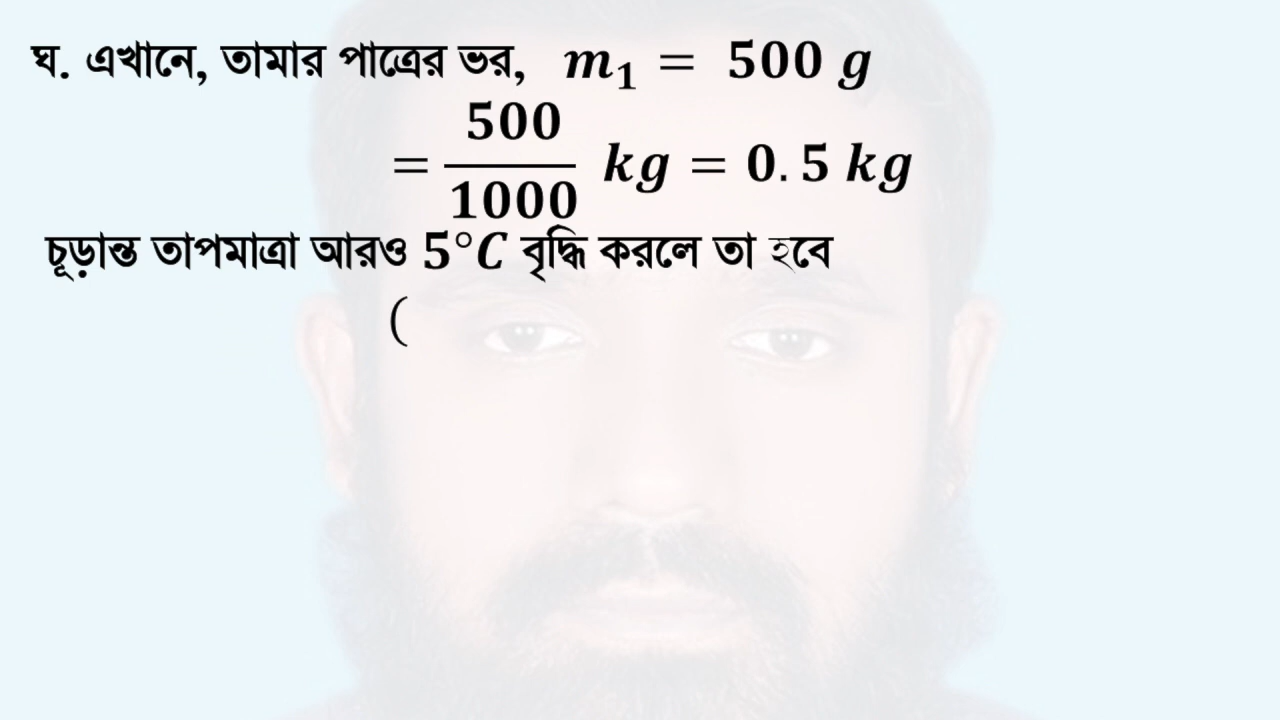 ঘ. এখানে, তামার পাত্রের ভর, m₁ = 500 g
= 500/1000 kg = 0.5 kg
চূড়ান্ত তাপমাত্রা আরও 5°C বৃদ্ধি করলে তা হবে
(